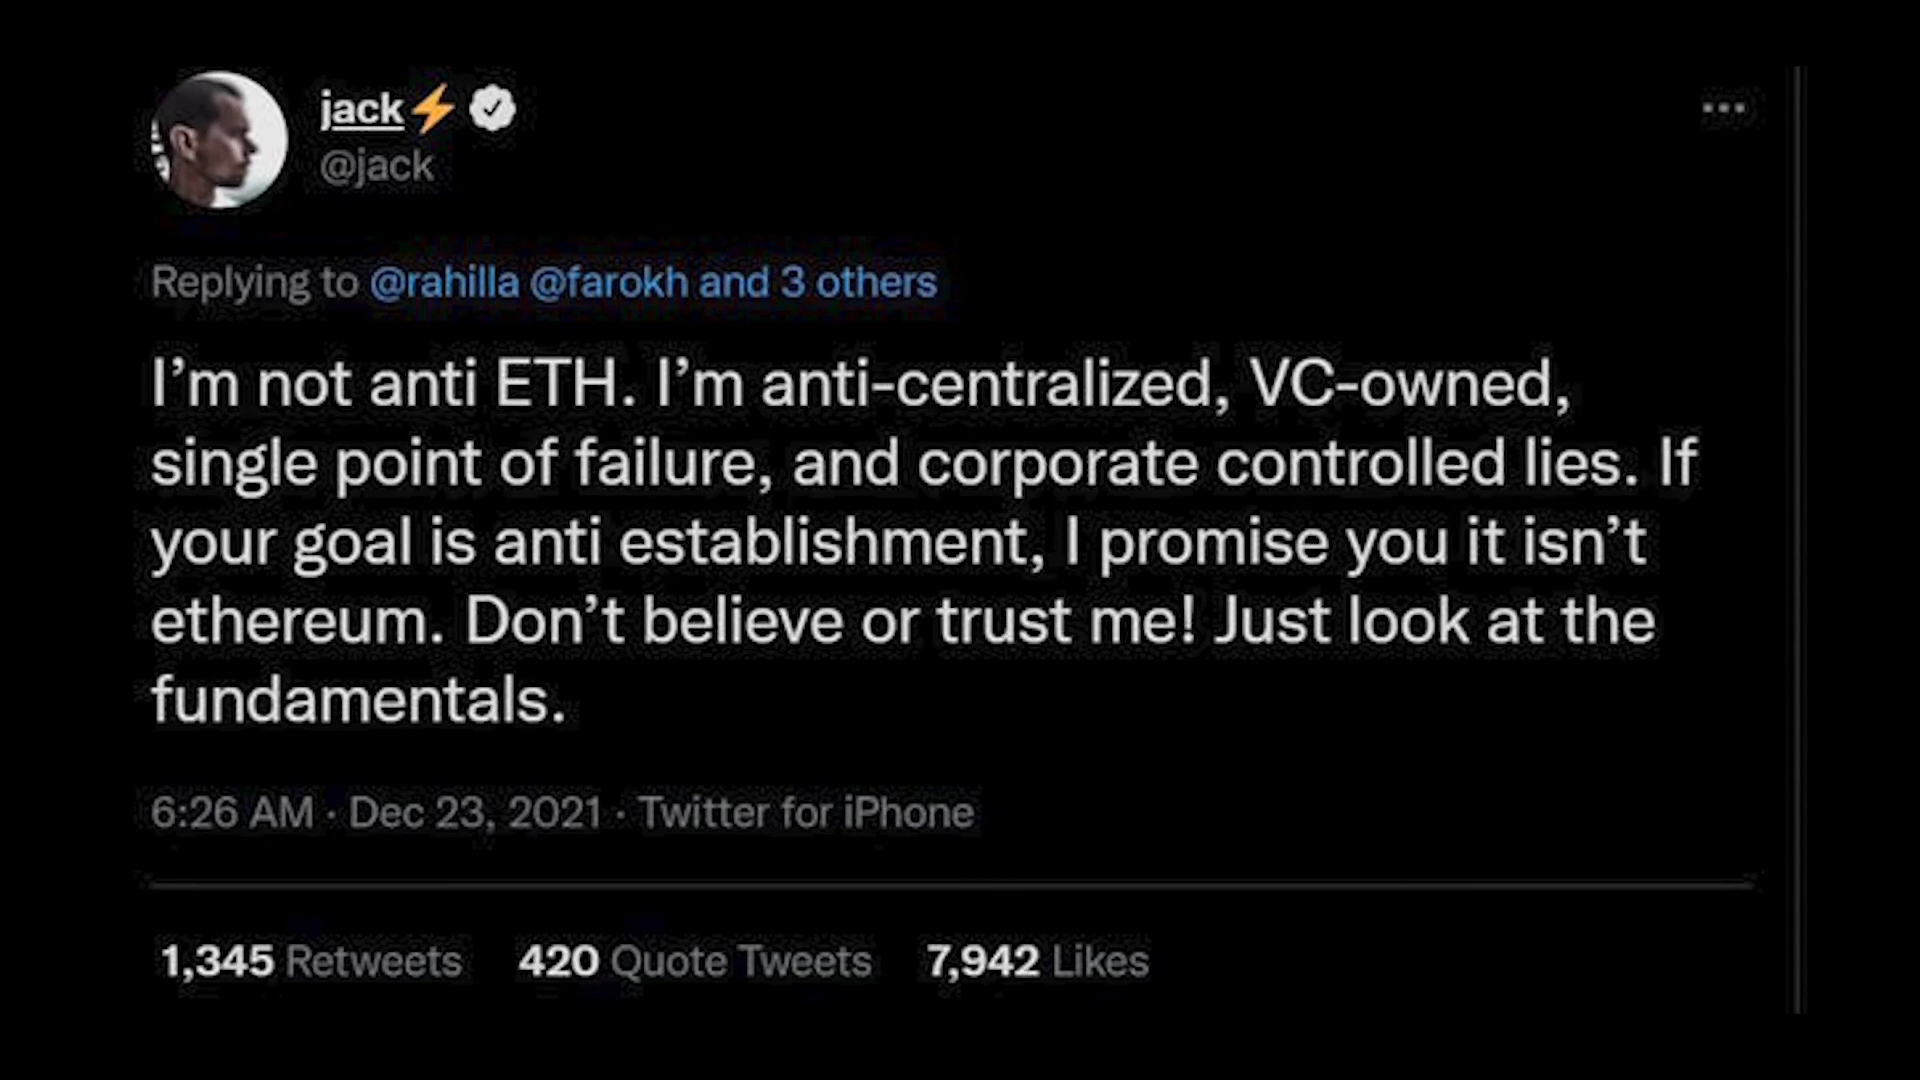 jack⚡
@jack
Replying to @rahilla @farokh and 3 others
I’m not anti ETH. I’m anti-centralized, VC-owned,
single point of failure, and corporate controlled lies. If
your goal is anti establishment, I promise you it isn’t
ethereum. Don’t believe or trust me! Just look at the
fundamentals.
6:26 AM · Dec 23, 2021 · Twitter for iPhone
1,345 Retweets 420 Quote Tweets 7,942 Likes